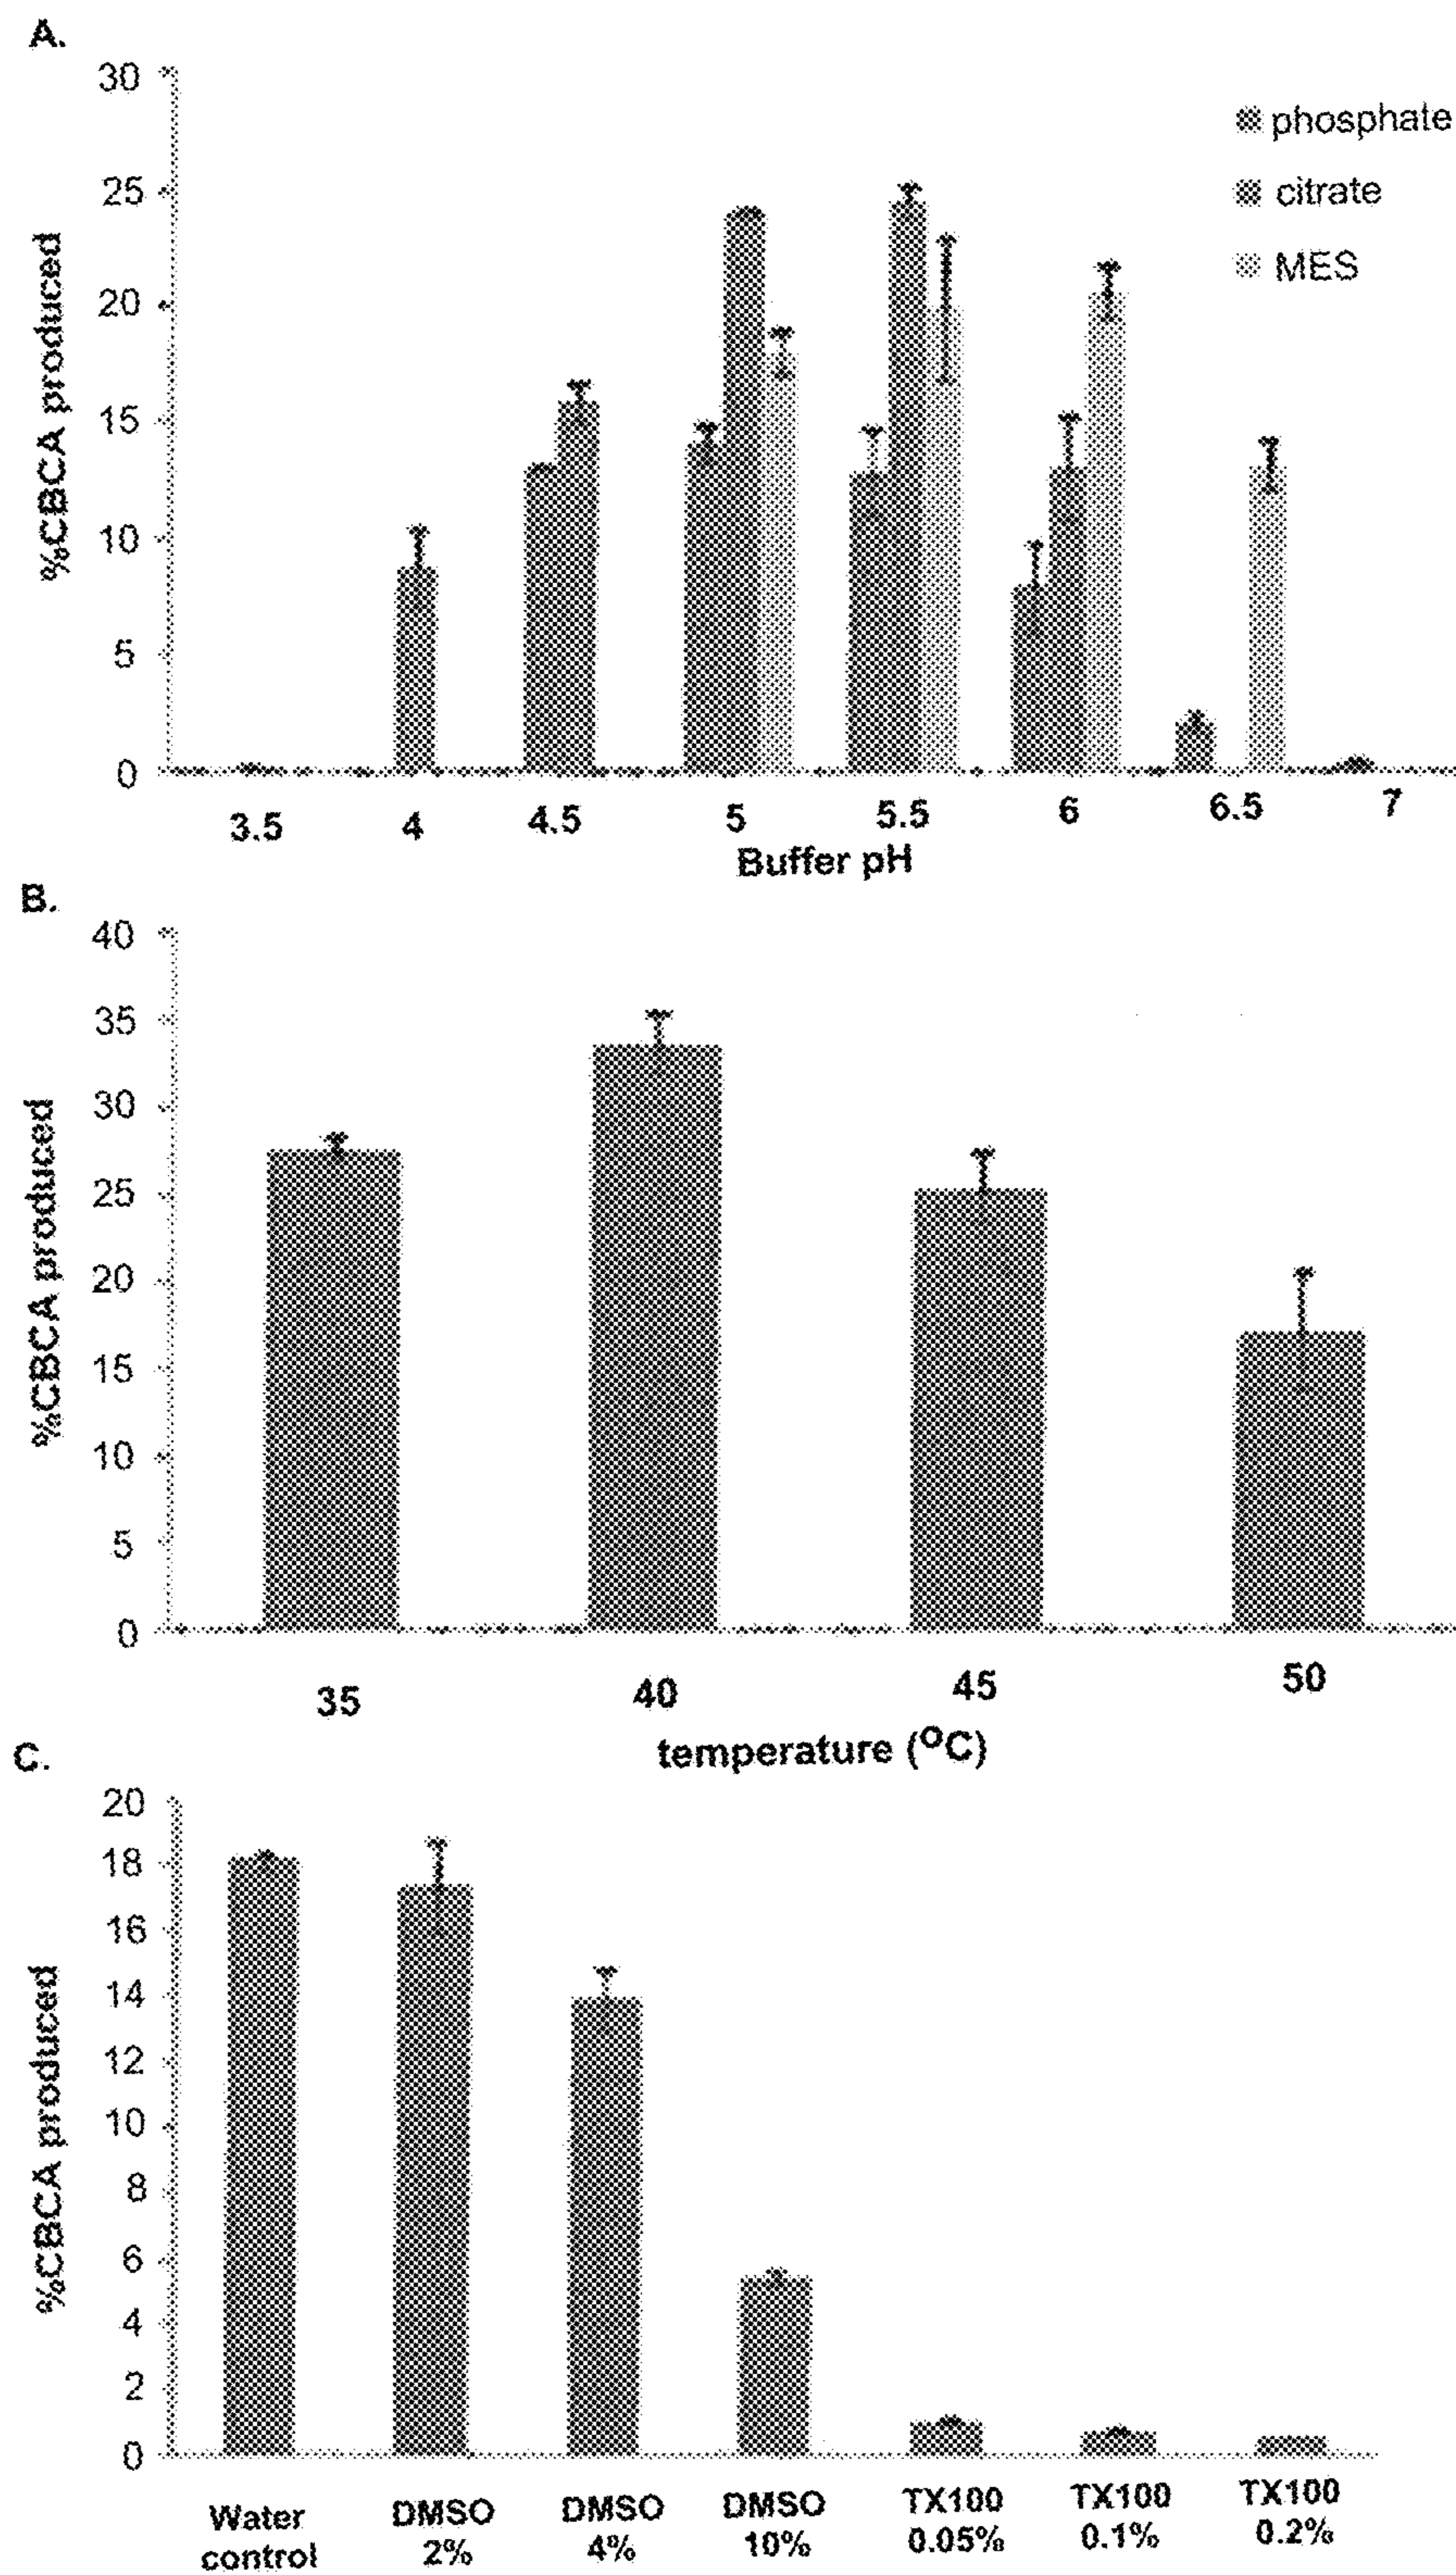 A.
30
25
20
15
10
5
0
%CBCA produced
phosphate
citrate
MES
3.5 4 4.5 5 5.5 6 6.5 7
Buffer pH
B.
40
35
30
25
20
15
10
5
0
%CBCA produced
35 40 45 50
temperature (°C)
C.
20
18
16
14
12
10
8
6
4
2
0
%CBCA produced
Water DMSO DMSO DMSO TX100 TX100 TX100
control 2% 4% 10% 0.05% 0.1% 0.2%